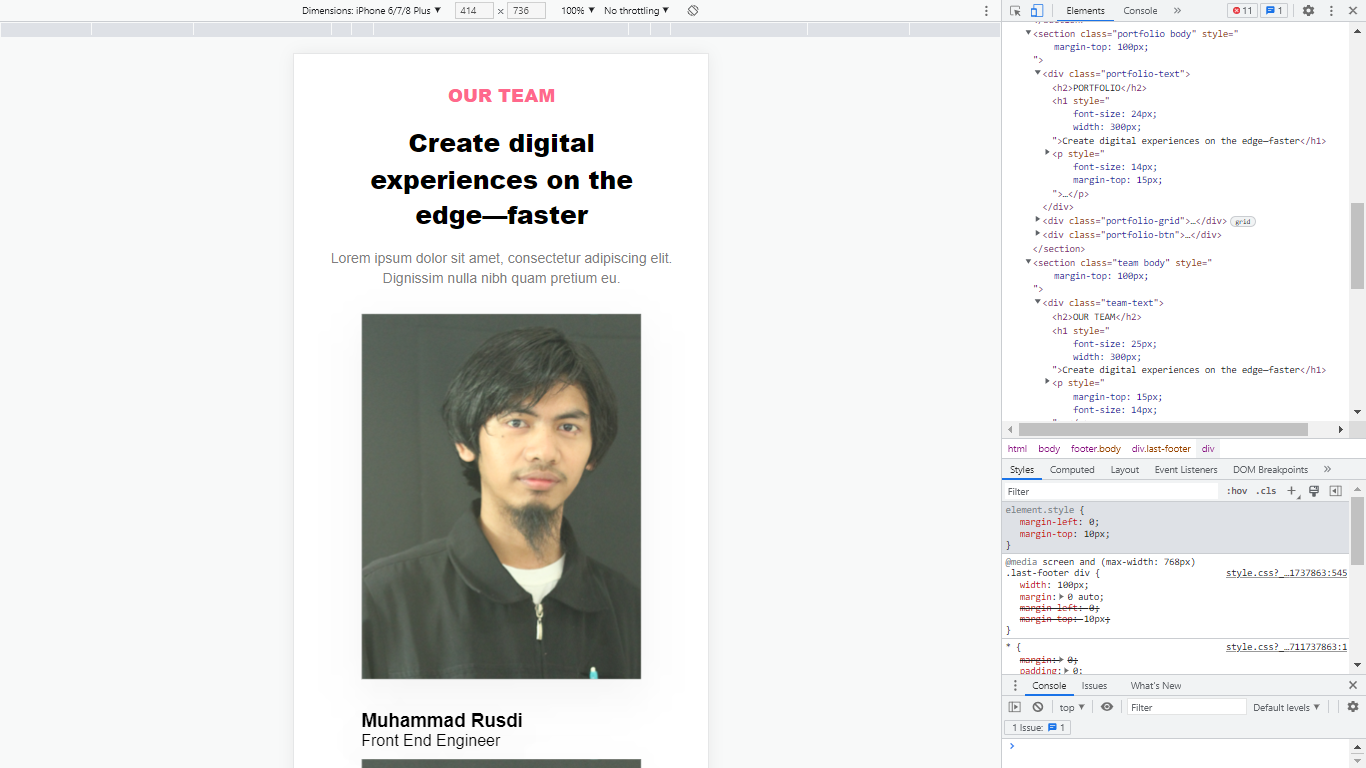 Dimensions: iPhone 6/7/8 Plus ▼ 414 × 736 100% ▼ No throttling ▼
OUR TEAM
Create digital
experiences on the
edge—faster
Lorem ipsum dolor sit amet, consectetur adipiscing elit.
Dignissim nulla nibh quam pretium eu.
Muhammad Rusdi
Front End Engineer
Elements Console » 11 1
<section class="portfolio body" style="
margin-top: 100px;
">
<div class="portfolio-text">
<h2>PORTFOLIO</h2>
<h1 style="
font-size: 24px;
width: 300px;
">Create digital experiences on the edge—faster</h1>
<p style="
font-size: 14px;
margin-top: 15px;
">…</p>
</div>
<div class="portfolio-grid">…</div> grid
<div class="portfolio-btn">…</div>
</section>
<section class="team body" style="
margin-top: 100px;
">
<div class="team-text">
<h2>OUR TEAM</h2>
<h1 style="
font-size: 25px;
width: 300px;
">Create digital experiences on the edge—faster</h1>
<p style="
margin-top: 15px;
font-size: 14px;
html body footer.body div.last-footer div
Styles Computed Layout Event Listeners DOM Breakpoints »
Filter :hov .cls +
element.style {
margin-left: 0;
margin-top: 10px;
}
@media screen and (max-width: 768px)
.last-footer div { style.css?_…1737863:545
width: 100px;
margin: 0 auto;
margin-left: 0;
margin-top: 10px;
}
* { style.css?_…711737863:1
margin: 0;
padding: 0;
Console Issues What's New
top ▼ Filter Default levels ▼
1 Issue: 1
>